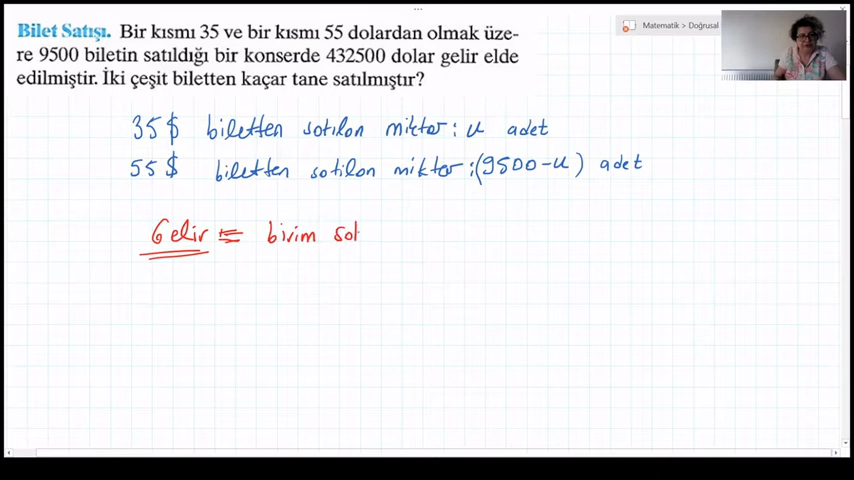 Matematik > Doğrusal
Bilet Satışı. Bir kısmı 35 ve bir kısmı 55 dolardan olmak üze-
re 9500 biletin satıldığı bir konserde 432500 dolar gelir elde
edilmiştir. İki çeşit biletten kaçar tane satılmıştır?
35 $ biletten satılan miktar : x adet
55 $ biletten satılan miktar : (9500-x) adet
Gelir = birim sat